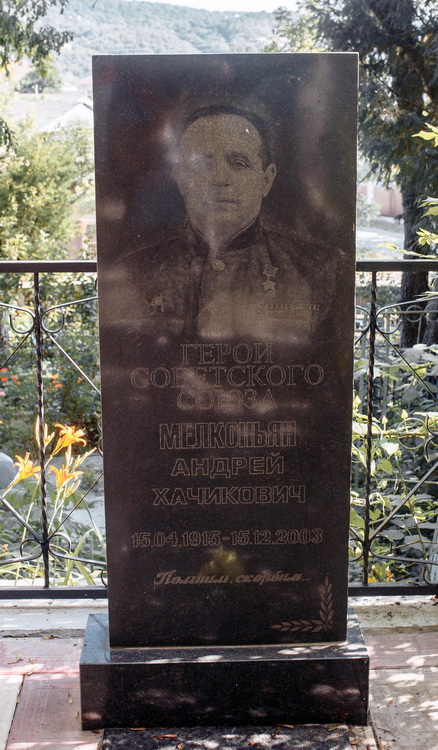 ГЕРОЙ
СОВЕТСКОГО
СОЮЗА
МЕЛКОНЬЯН
АНДРЕЙ
ХАЧИКОВИЧ
15.04.1915-15.12.2003
Помним, скорбим...